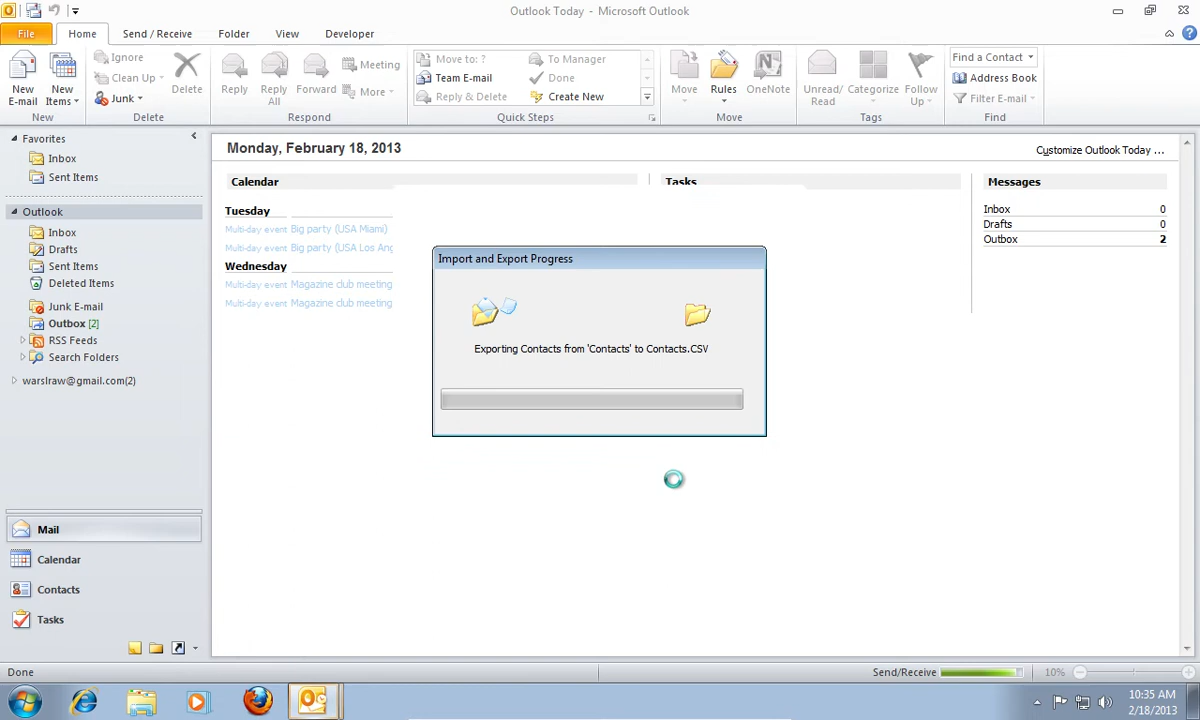 Outlook Today - Microsoft Outlook
File Home Send / Receive Folder View Developer
New E-mail
New Items
New
Ignore
Clean Up
Junk
Delete
Delete
Reply
Reply All
Forward
Meeting
More
Respond
Move to: ?
Team E-mail
Reply & Delete
To Manager
Done
Create New
Quick Steps
Move
Rules
OneNote
Move
Unread/ Read
Categorize
Follow Up
Tags
Find a Contact
Address Book
Filter E-mail
Find
Favorites
Inbox
Sent Items
Outlook
Inbox
Drafts
Sent Items
Deleted Items
Junk E-mail
Outbox [2]
RSS Feeds
Search Folders
warslraw@gmail.com(2)
Mail
Calendar
Contacts
Tasks
Monday, February 18, 2013
Customize Outlook Today ...
Calendar
Tuesday
Multi-day event Big party (USA Miami)
Multi-day event Big party (USA Los Ang
Wednesday
Multi-day event Magazine club meeting
Multi-day event Magazine club meeting
Tasks
Messages
Inbox 0
Drafts 0
Outbox 2
Import and Export Progress
Exporting Contacts from 'Contacts' to Contacts.CSV
Done
Send/Receive
10%
10:35 AM
2/18/2013